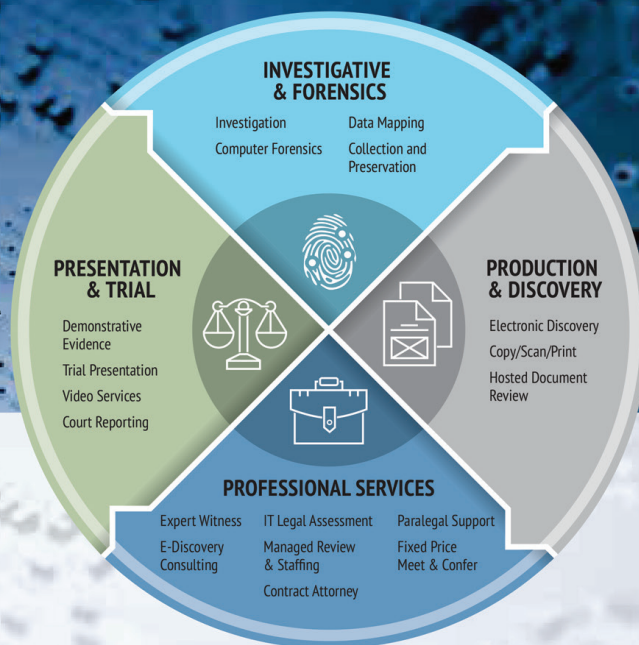 INVESTIGATIVE
& FORENSICS
Investigation
Data Mapping
Computer Forensics
Collection and
Preservation
PRESENTATION
& TRIAL
Demonstrative
Evidence
Trial Presentation
Video Services
Court Reporting
PRODUCTION
& DISCOVERY
Electronic Discovery
Copy/Scan/Print
Hosted Document
Review
PROFESSIONAL SERVICES
Expert Witness
E-Discovery
Consulting
IT Legal Assessment
Managed Review
& Staffing
Contract Attorney
Paralegal Support
Fixed Price
Meet & Confer